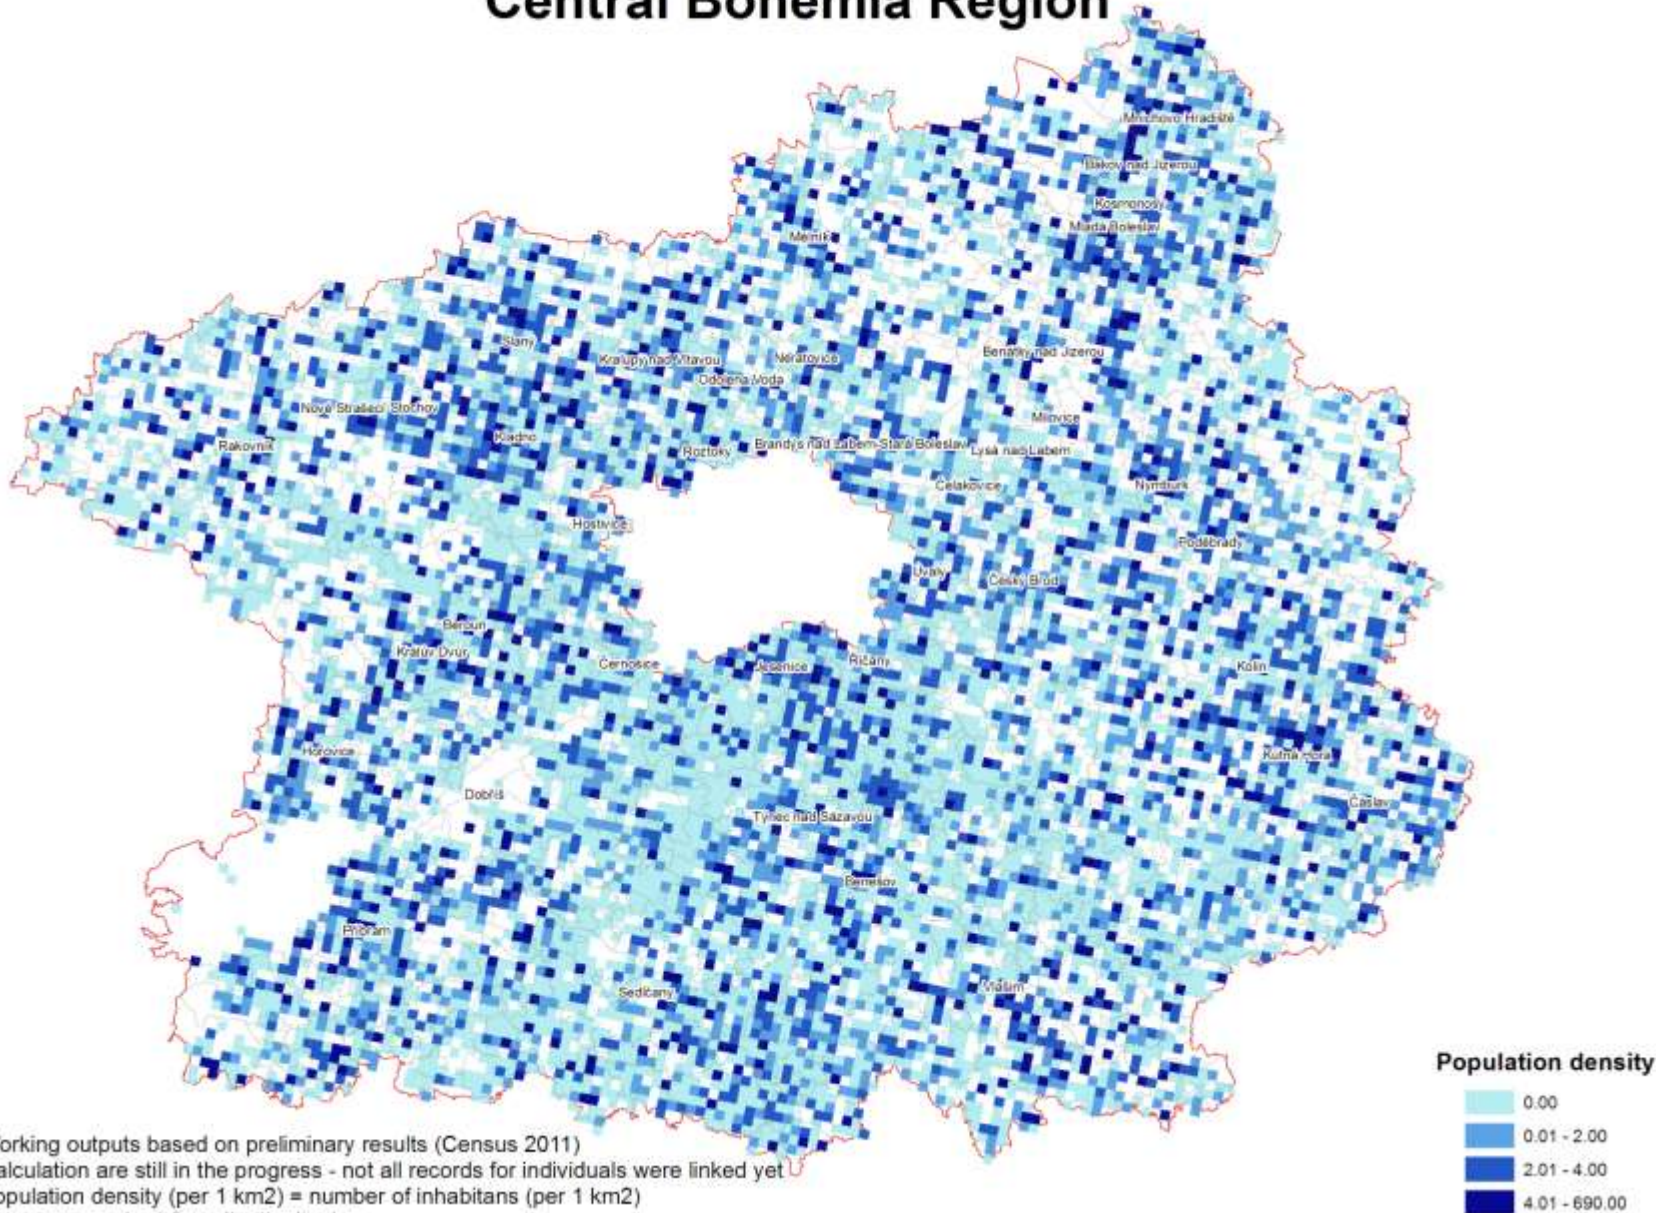 Central Bohemia Region
Mnichovo Hradiště
Bakov nad Jizerou
Kosmonosy
Mladá Boleslav
Mělník
Slaný
Kralupy nad Vltavou
Neratovice
Benátky nad Jizerou
Odolena Voda
Nové Strašecí Stochov
Milovice
Rakovník
Kladno
Roztoky
Brandýs nad Labem-Stará Boleslav
Lysá nad Labem
Čelákovice
Nymburk
Hostivice
Poděbrady
Úvaly
Český Brod
Beroun
Králův Dvůr
Černošice
Jesenice
Říčany
Kolín
Hořovice
Kutná Hora
Dobříš
Čáslav
Týnec nad Sázavou
Benešov
Příbram
Sedlčany
Vlašim
Population density
0.00
0.01 - 2.00
2.01 - 4.00
4.01 - 690.00
orking outputs based on preliminary results (Census 2011)
alculation are still in the progress - not all records for individuals were linked yet
opulation density (per 1 km2) = number of inhabitans (per 1 km2)